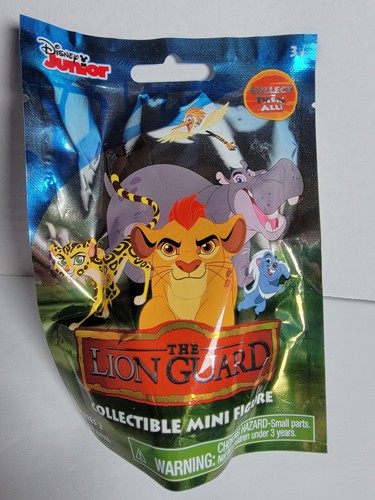 Disney
Junior
3+
COLLECT
THEM
ALL!
THE
LION GUARD
COLLECTIBLE MINI FIGURE
WARNING: CHOKING HAZARD-Small parts.
Not for children under 3 years.